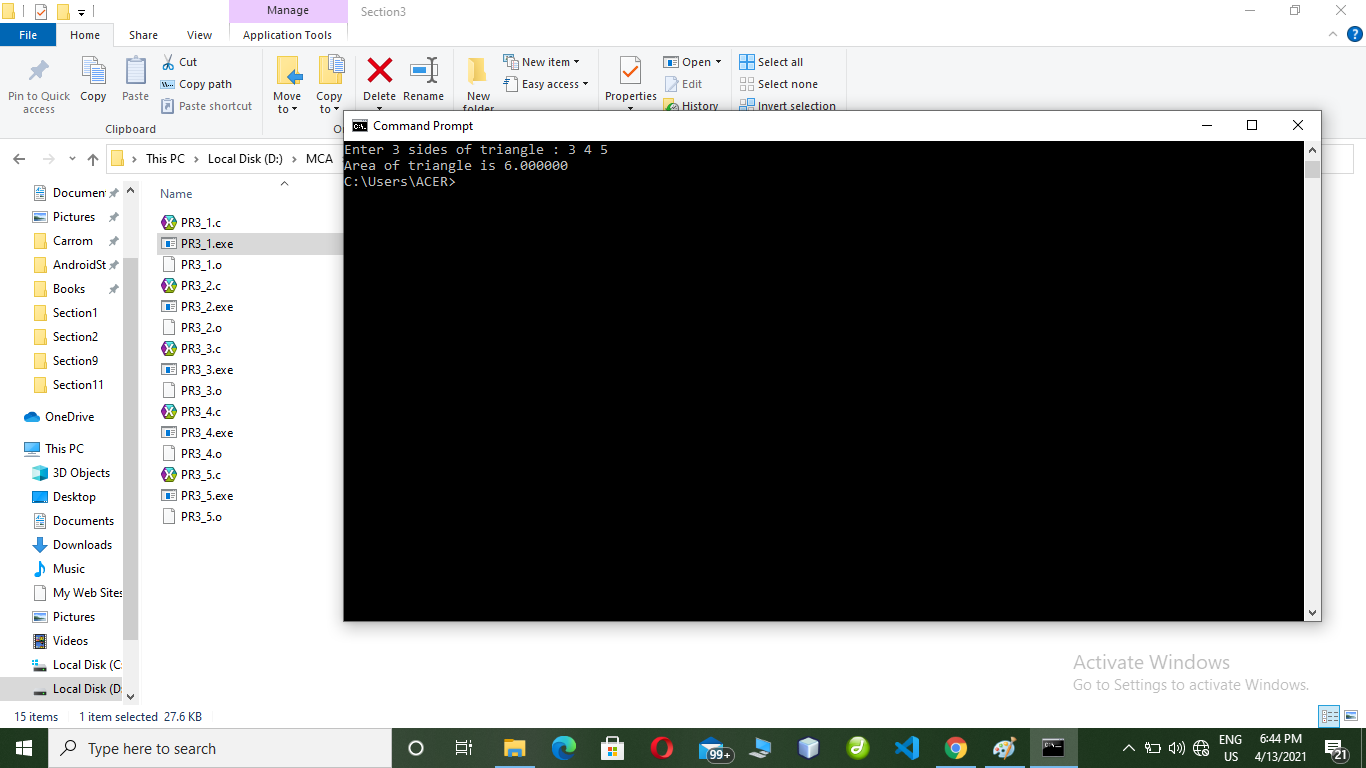 Manage
Section3
File
Home
Share
View
Application Tools
Pin to Quick
access
Copy
Paste
Cut
Copy path
Paste shortcut
Clipboard
Move
to
Copy
to
Delete
Rename
New
folder
New item
Easy access
Properties
Open
Edit
History
Select all
Select none
Invert selection
This PC
Local Disk (D:)
MCA
Command Prompt
Enter 3 sides of triangle : 3 4 5
Area of triangle is 6.000000
C:\Users\ACER>
Documen
Pictures
Carrom
AndroidSt
Books
Section1
Section2
Section9
Section11
OneDrive
This PC
3D Objects
Desktop
Documents
Downloads
Music
My Web Sites
Pictures
Videos
Local Disk (C
Local Disk (D
Name
PR3_1.c
PR3_1.exe
PR3_1.o
PR3_2.c
PR3_2.exe
PR3_2.o
PR3_3.c
PR3_3.exe
PR3_3.o
PR3_4.c
PR3_4.exe
PR3_4.o
PR3_5.c
PR3_5.exe
PR3_5.o
Activate Windows
Go to Settings to activate Windows.
15 items
1 item selected 27.6 KB
Type here to search
99+
ENG
US
6:44 PM
4/13/2021
21